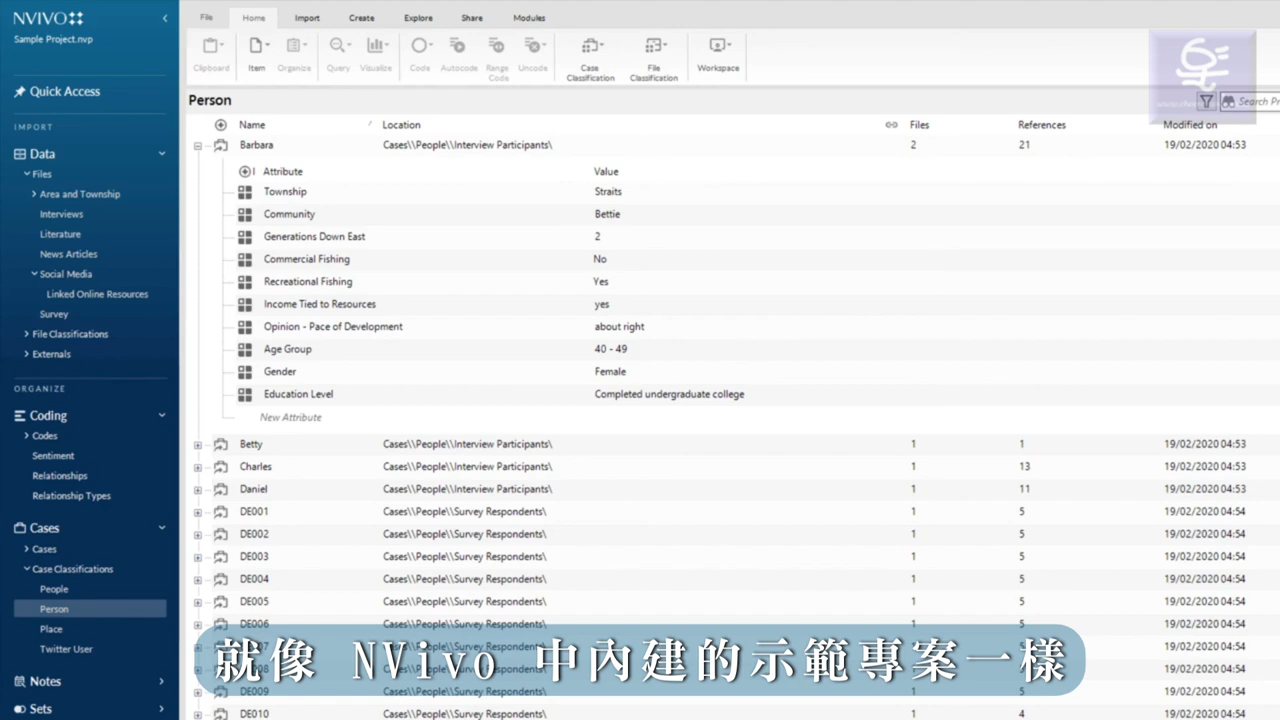 NVIVO
Sample Project.nvp
Quick Access
IMPORT
Data
Files
Area and Township
Interviews
Literature
News Articles
Social Media
Linked Online Resources
Survey
File Classifications
Externals
ORGANIZE
Coding
Codes
Sentiment
Relationships
Relationship Types
Cases
Cases
Case Classifications
People
Person
Place
Twitter User
Notes
Sets
File Home Import Create Explore Share Modules
Clipboard Item Organize Query Visualize Code Autocode Range Code Uncode Case Classification File Classification Workspace
Person
Search Pr
Name Location Files References Modified on
Barbara Cases\\People\\Interview Participants\ 2 21 19/02/2020 04:53
Attribute Value
Township Straits
Community Bettie
Generations Down East 2
Commercial Fishing No
Recreational Fishing Yes
Income Tied to Resources yes
Opinion - Pace of Development about right
Age Group 40 - 49
Gender Female
Education Level Completed undergraduate college
New Attribute
Betty Cases\\People\\Interview Participants\ 1 1 19/02/2020 04:53
Charles Cases\\People\\Interview Participants\ 1 13 19/02/2020 04:53
Daniel Cases\\People\\Interview Participants\ 1 11 19/02/2020 04:53
DE001 Cases\\People\\Survey Respondents\ 1 5 19/02/2020 04:54
DE002 Cases\\People\\Survey Respondents\ 1 5 19/02/2020 04:54
DE003 Cases\\People\\Survey Respondents\ 1 5 19/02/2020 04:54
DE004 Cases\\People\\Survey Respondents\ 1 5 19/02/2020 04:54
DE005 Cases\\People\\Survey Respondents\ 1 5 19/02/2020 04:54
DE006 Cases\\People\\Survey Respondents\ 1 5 19/02/2020 04:54
19/02/2020 04:54
19/02/2020 04:54
DE009 Cases\\People\\Survey Respondents\ 1 5 19/02/2020 04:54
DE010 Cases\\People\\Survey Respondents\ 1 4 19/02/2020 04:54
就像 NVivo 中內建的示範專案一樣